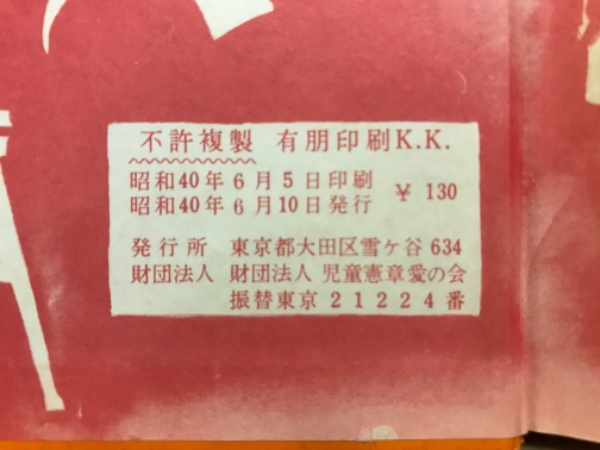 不許複製 有朋印刷K.K.
昭和40年6月5日印刷
¥130
昭和40年6月10日発行
発行所 東京都大田区雪ケ谷634
財団法人 財団法人 児童憲章愛の会
振替東京21224番